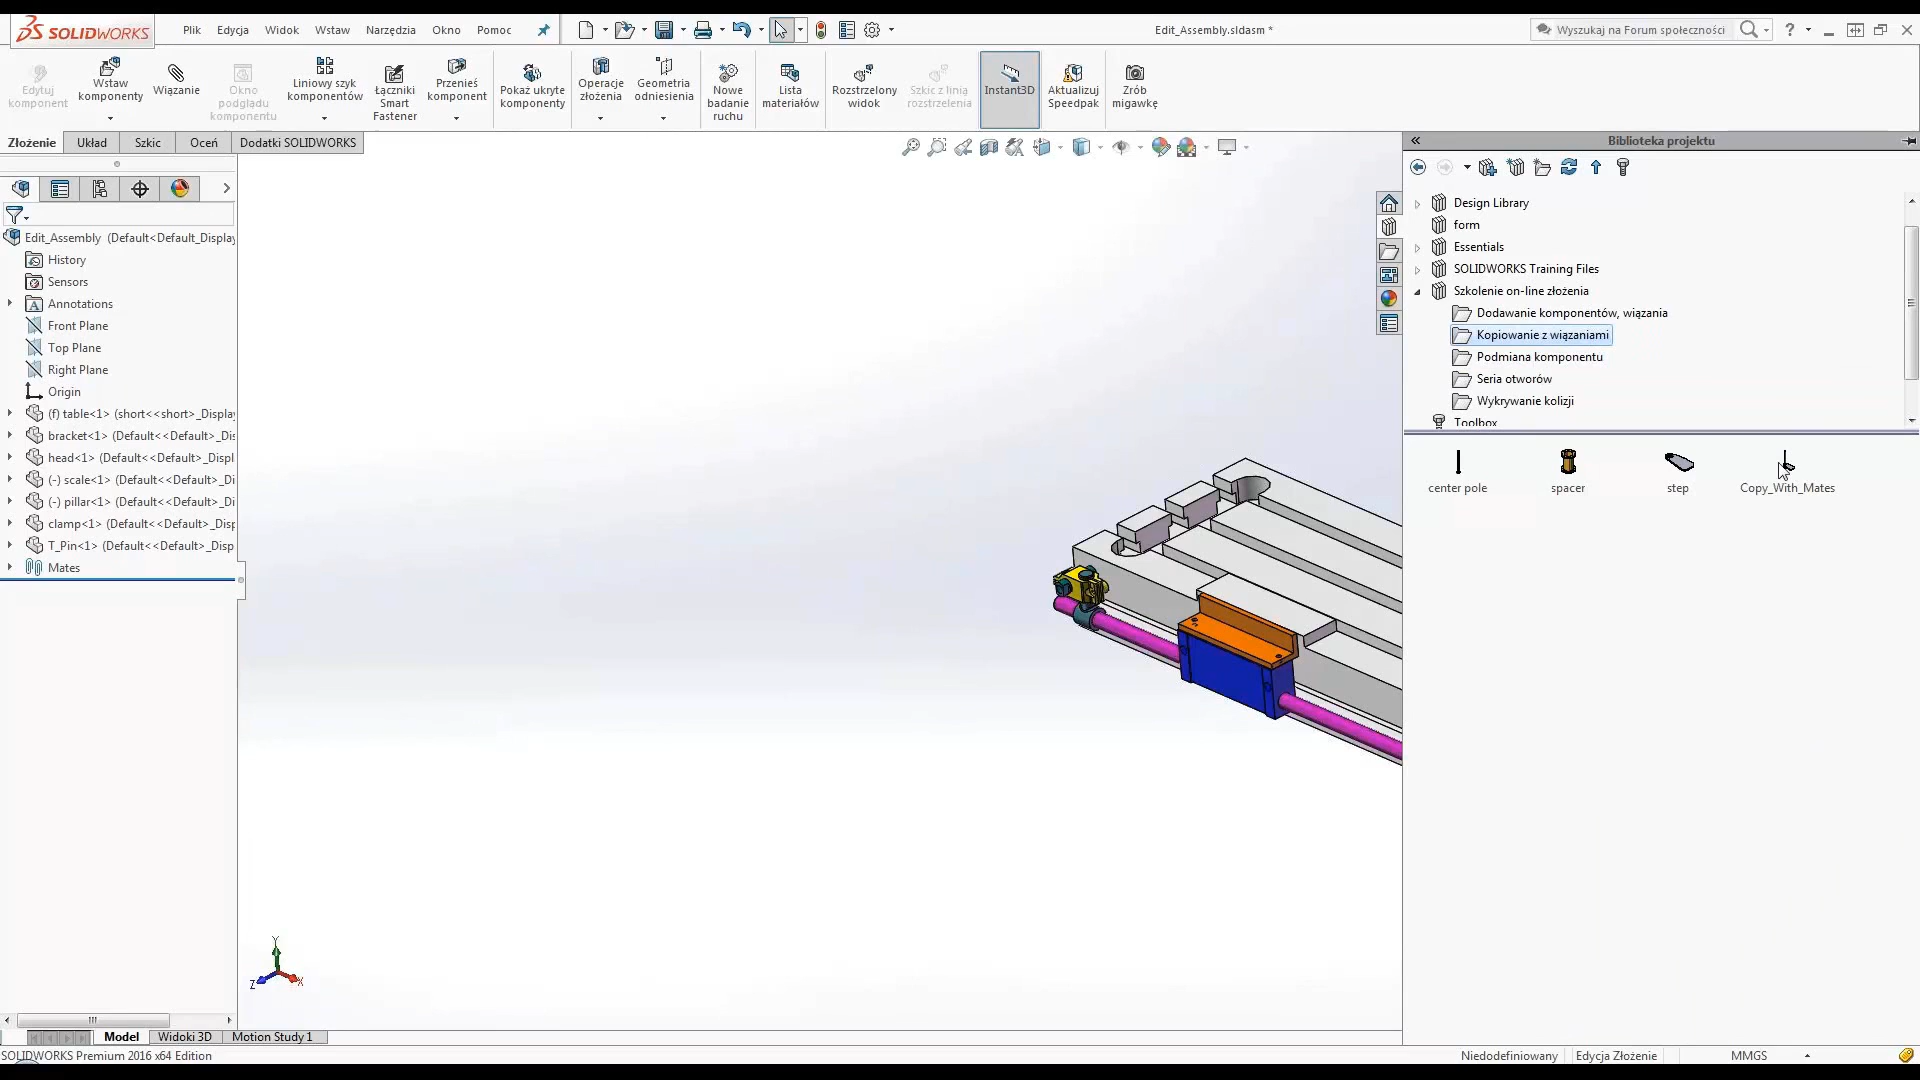 SOLIDWORKS
Plik Edycja Widok Wstaw Narzędzia Okno Pomoc
Edit_Assembly.sldasm *
Wyszukaj na Forum społeczności
Edytuj komponent
Wstaw komponenty
Wiązanie
Okno podglądu komponentu
Liniowy szyk komponentów
Łączniki Smart Fastener
Przenieś komponent
Pokaż ukryte komponenty
Operacje złożenia
Geometria odniesienia
Nowe badanie ruchu
Lista materiałów
Rozstrzelony widok
Szkic z linią rozstrzelenia
Instant3D
Aktualizuj Speedpak
Zrób migawkę
Złożenie Układ Szkic Oceń Dodatki SOLIDWORKS
Edit_Assembly (Default<Default_Display
History
Sensors
Annotations
Front Plane
Top Plane
Right Plane
Origin
(f) table<1> (short<<short>_Display
bracket<1> (Default<<Default>_Dis
head<1> (Default<<Default>_Displ
(-) scale<1> (Default<<Default>_Di
(-) pillar<1> (Default<<Default>_Di
clamp<1> (Default<<Default>_Disp
T_Pin<1> (Default<<Default>_Disp
Mates
Y
Z
X
Biblioteka projektu
Design Library
form
Essentials
SOLIDWORKS Training Files
Szkolenie on-line złożenia
Dodawanie komponentów, wiązania
Kopiowanie z wiązaniami
Podmiana komponentu
Seria otworów
Wykrywanie kolizji
Toolbox
center pole
spacer
step
Copy_With_Mates
Model Widoki 3D Motion Study 1
SOLIDWORKS Premium 2016 x64 Edition
Niedodefiniowany Edycja Złożenie MMGS